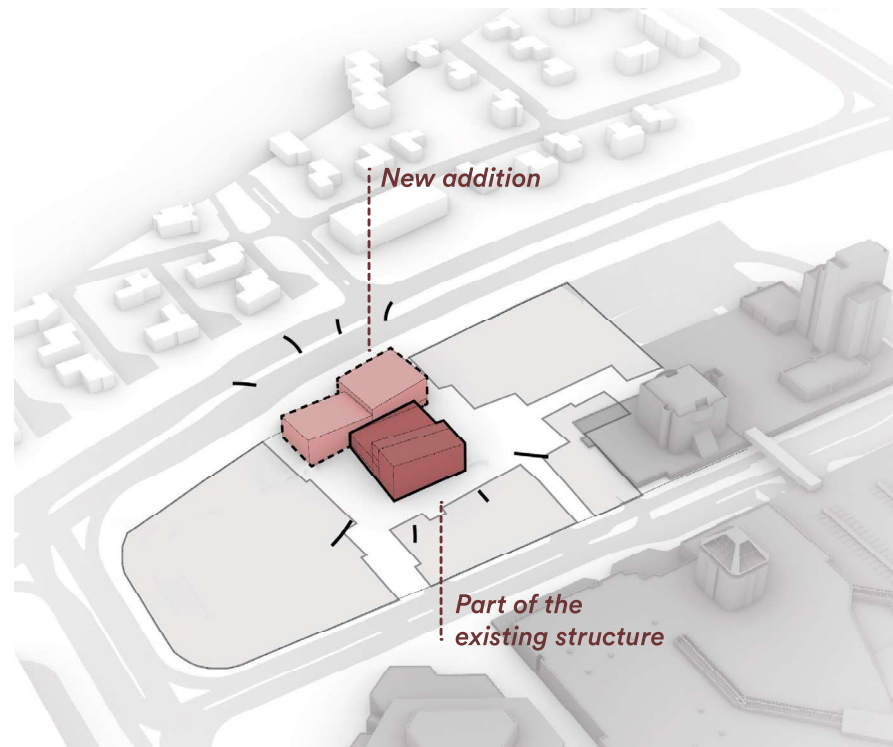 New addition
Part of the
existing structure